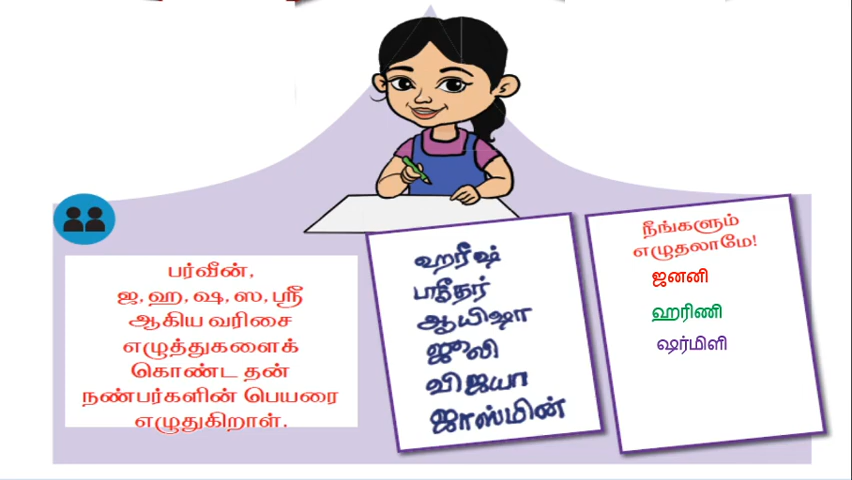 பர்வீன்,
ஜ, ஹ, ஷ, ஸ, ஸ்ரீ
ஆகிய வரிசை
எழுத்துகளைக்
கொண்ட தன்
நண்பர்களின் பெயரை
எழுதுகிறாள்.
ஹரீஷ்
ஸ்ரீதர்
ஆயிஷா
ஜூலி
விஜயா
ஜாஸ்மின்
நீங்களும்
எழுதலாமே!
ஜனனி
ஹரிணி
ஷர்மிளி